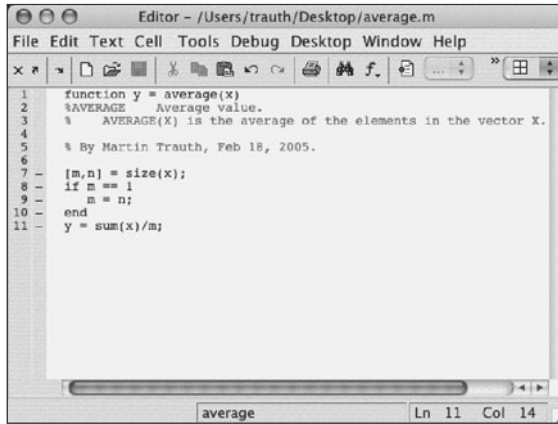 Editor – /Users/trauth/Desktop/average.m
File Edit Text Cell Tools Debug Desktop Window Help
1 function y = average(x)
2 %AVERAGE Average value.
3 % AVERAGE(X) is the average of the elements in the vector X.
4
5 % By Martin Trauth, Feb 18, 2005.
6
7 – [m,n] = size(x);
8 – if m == 1
9 – m = n;
10 – end
11 – y = sum(x)/m;
average Ln 11 Col 14